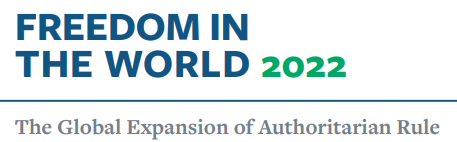 FREEDOM IN
THE WORLD 2022
The Global Expansion of Authoritarian Rule